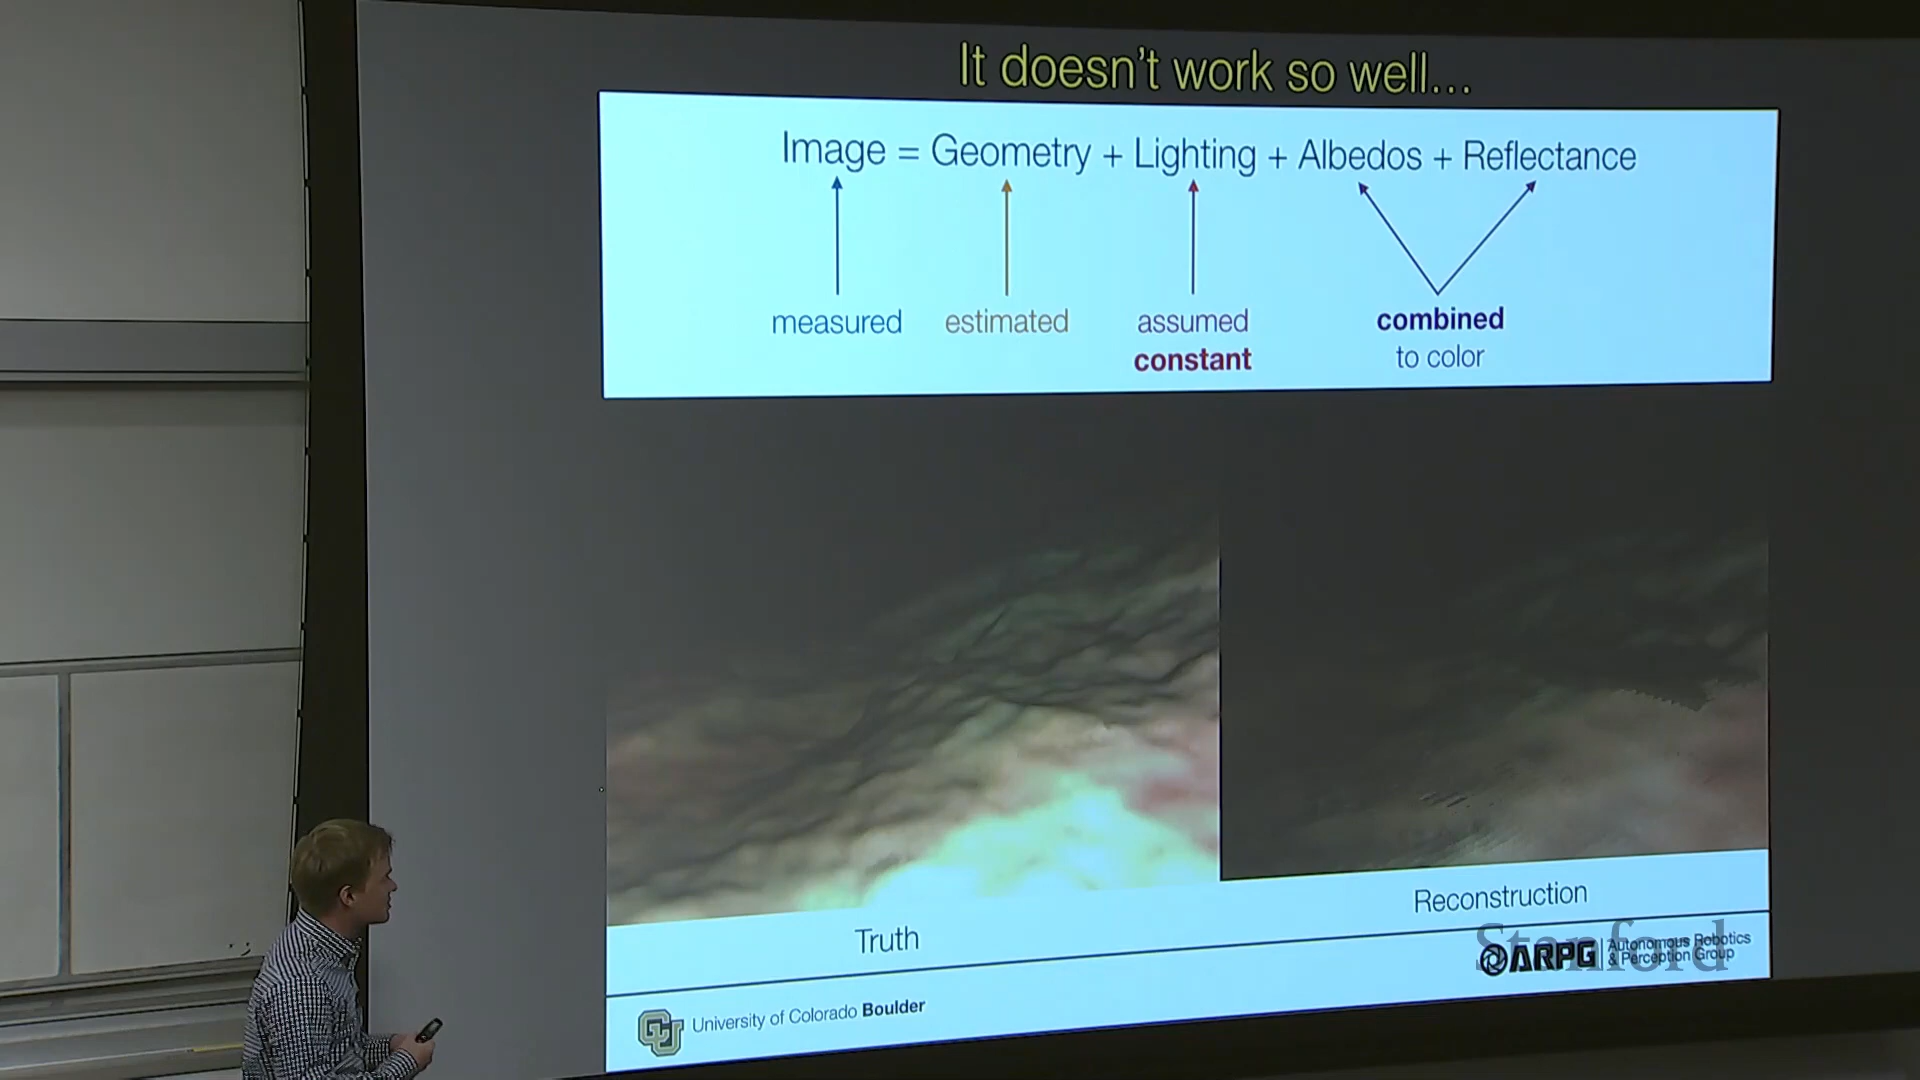 It doesn't work so well...
Image = Geometry + Lighting + Albedos + Reflectance
measured
estimated
assumed
constant
combined
to color
Truth
Reconstruction
Stanford
ARPG
Autonomous Robotics
& Perception Group
CU
University of Colorado Boulder